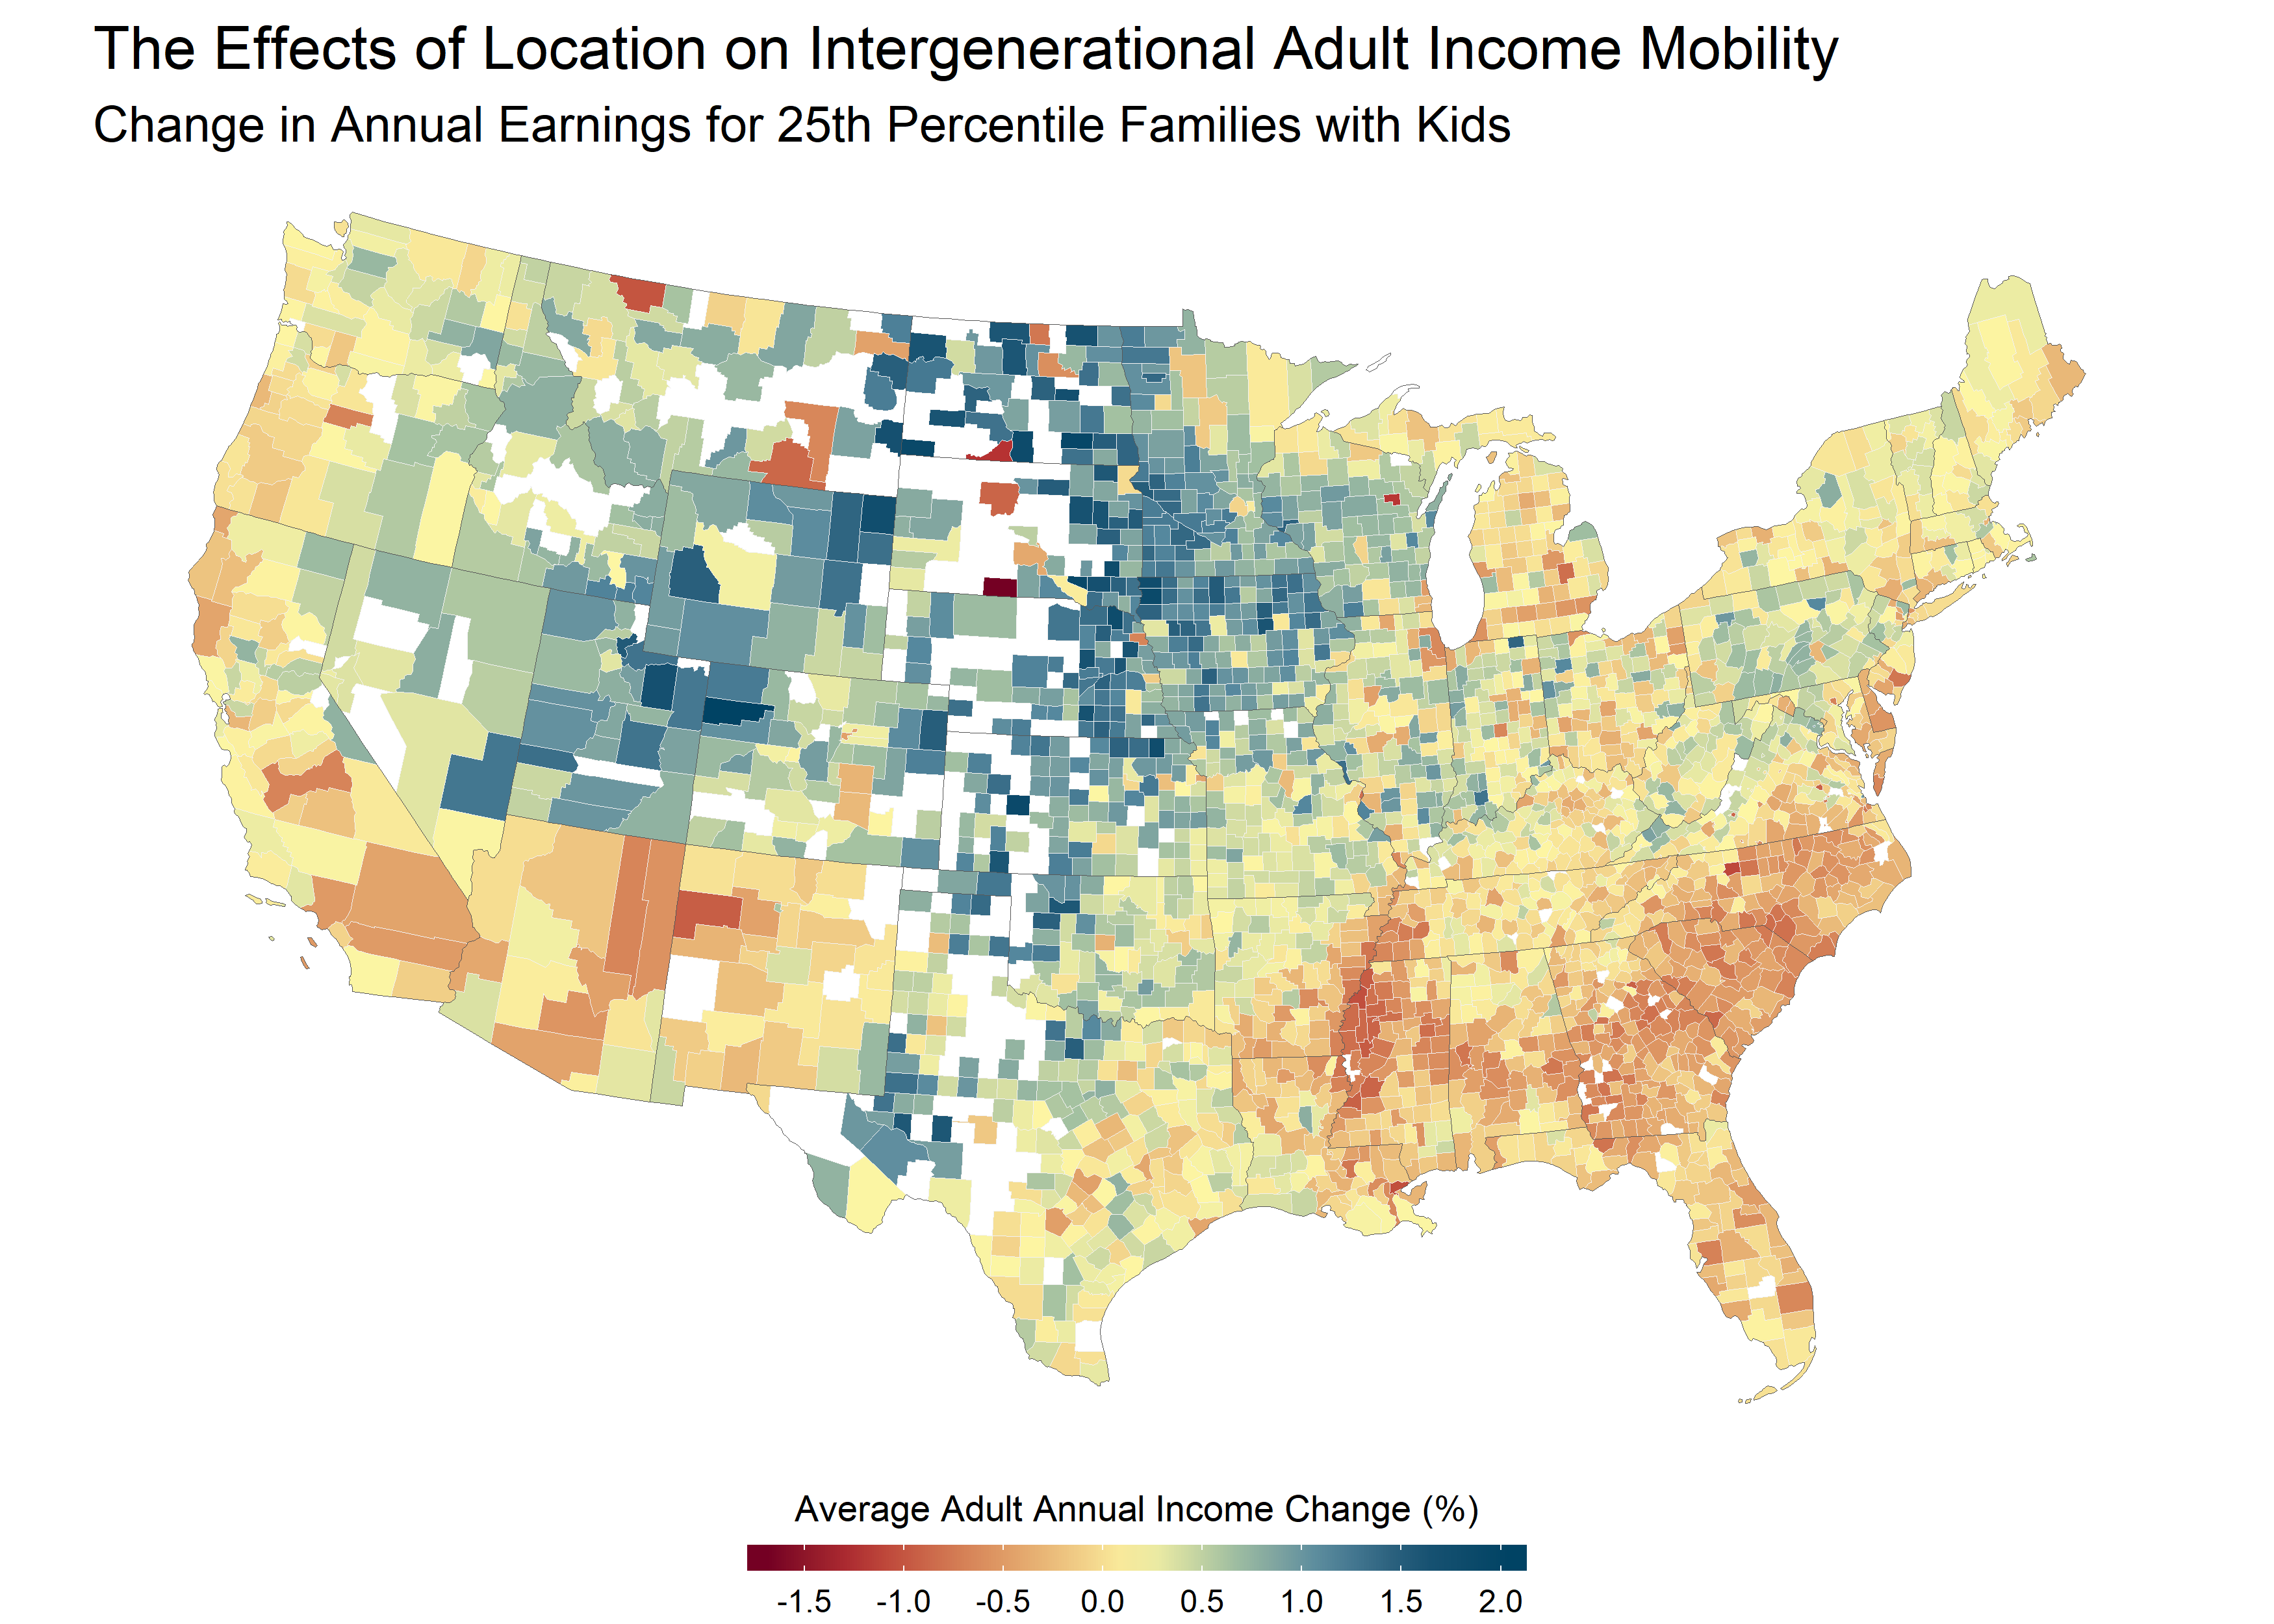 The Effects of Location on Intergenerational Adult Income Mobility
Change in Annual Earnings for 25th Percentile Families with Kids
Average Adult Annual Income Change (%)
-1.5 -1.0 -0.5 0.0 0.5 1.0 1.5 2.0